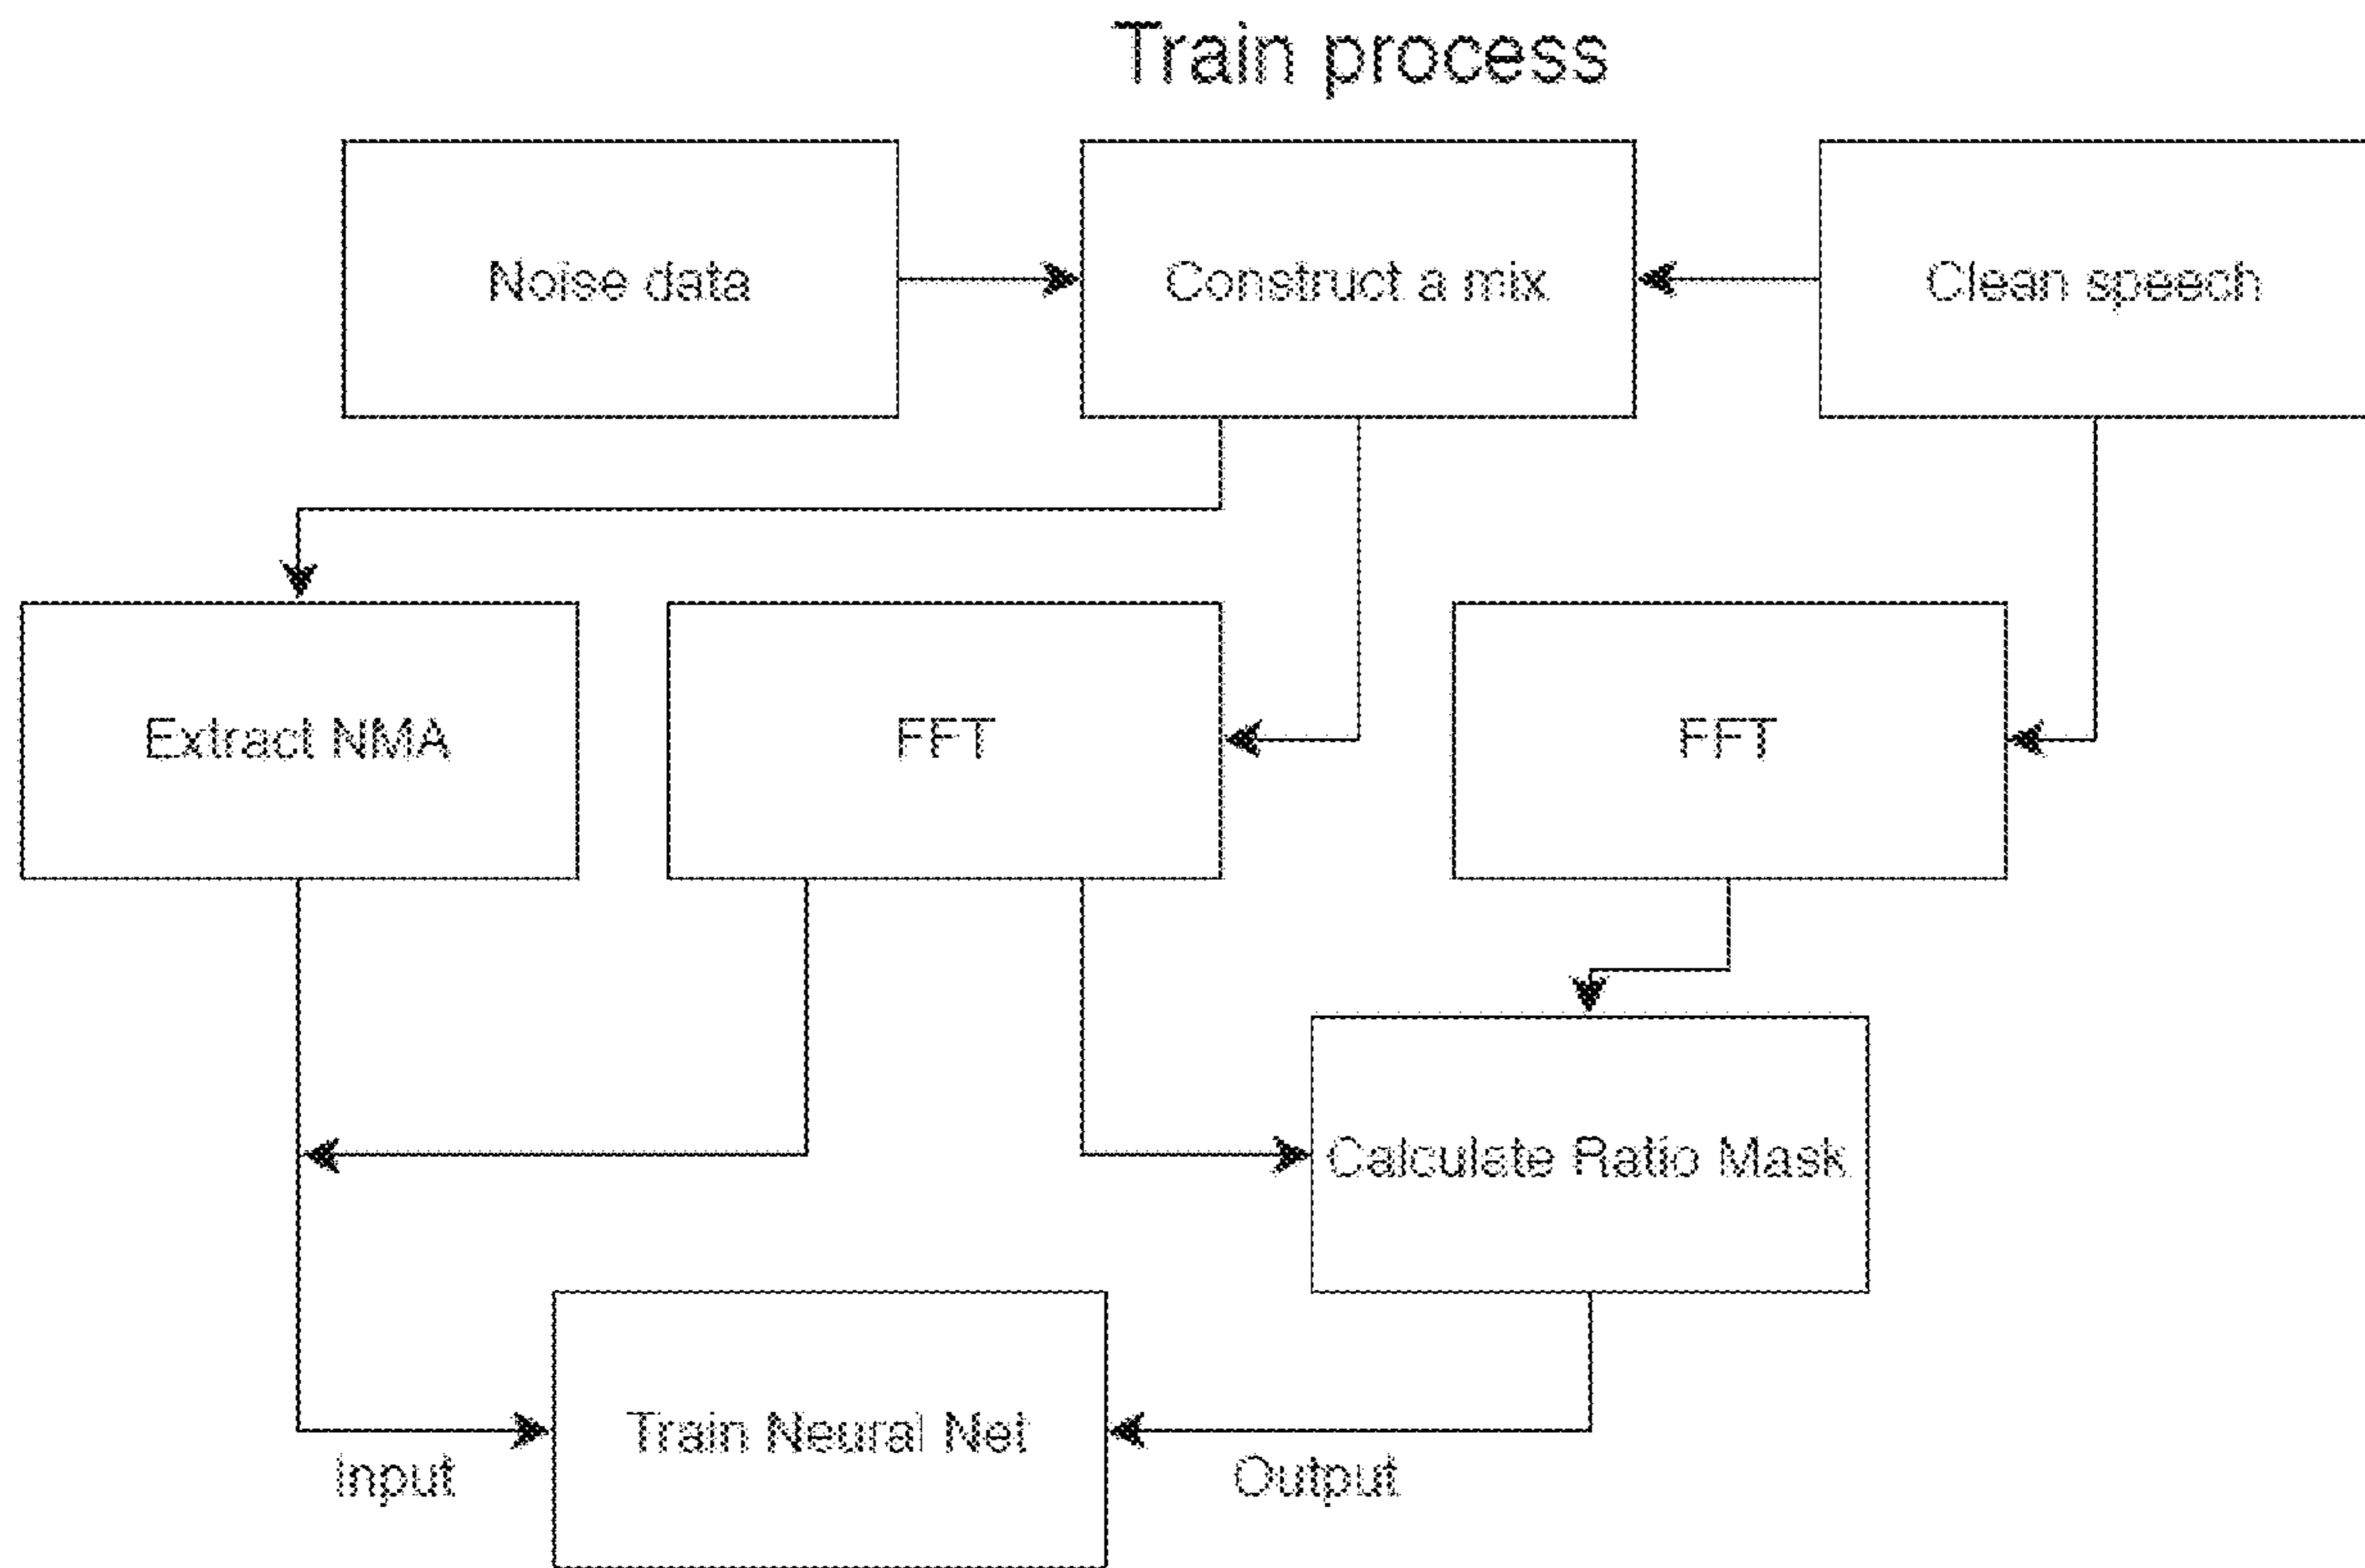 Train process
Noise data
Construct a mix
Clean speech
Extract NMA
FFT
FFT
Calculate Ratio Mask
Train Neural Net
Input
Output